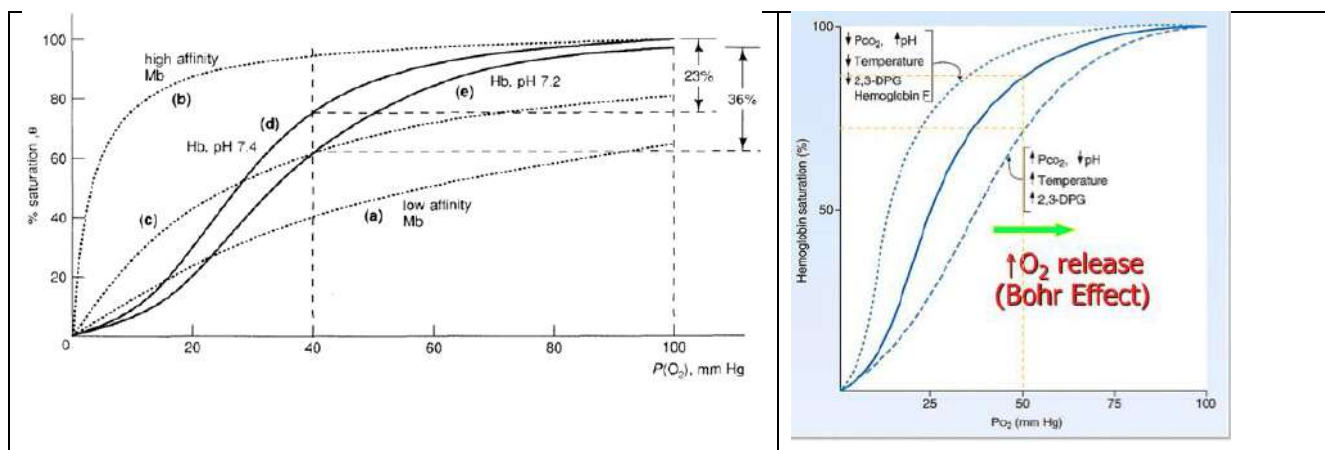 100
80
60
40
20
0
% saturation ,θ
high affinity
Mb
(b)
(d)
Hb. pH 7.4
(e)
Hb. pH 7.2
(c)
(a)
low affinity
Mb
23%
36%
20
40
60
80
100
P(O₂), mm Hg
100
50
Hemoglobin saturation (%)
↓ Pco₂, ↑pH
↓ Temperature
↓ 2,3-DPG
Hemoglobin F
↑ Pco₂, ↓pH
↑ Temperature
↑ 2,3-DPG
↑O₂ release
(Bohr Effect)
25
50
75
100
Po₂ (mm Hg)